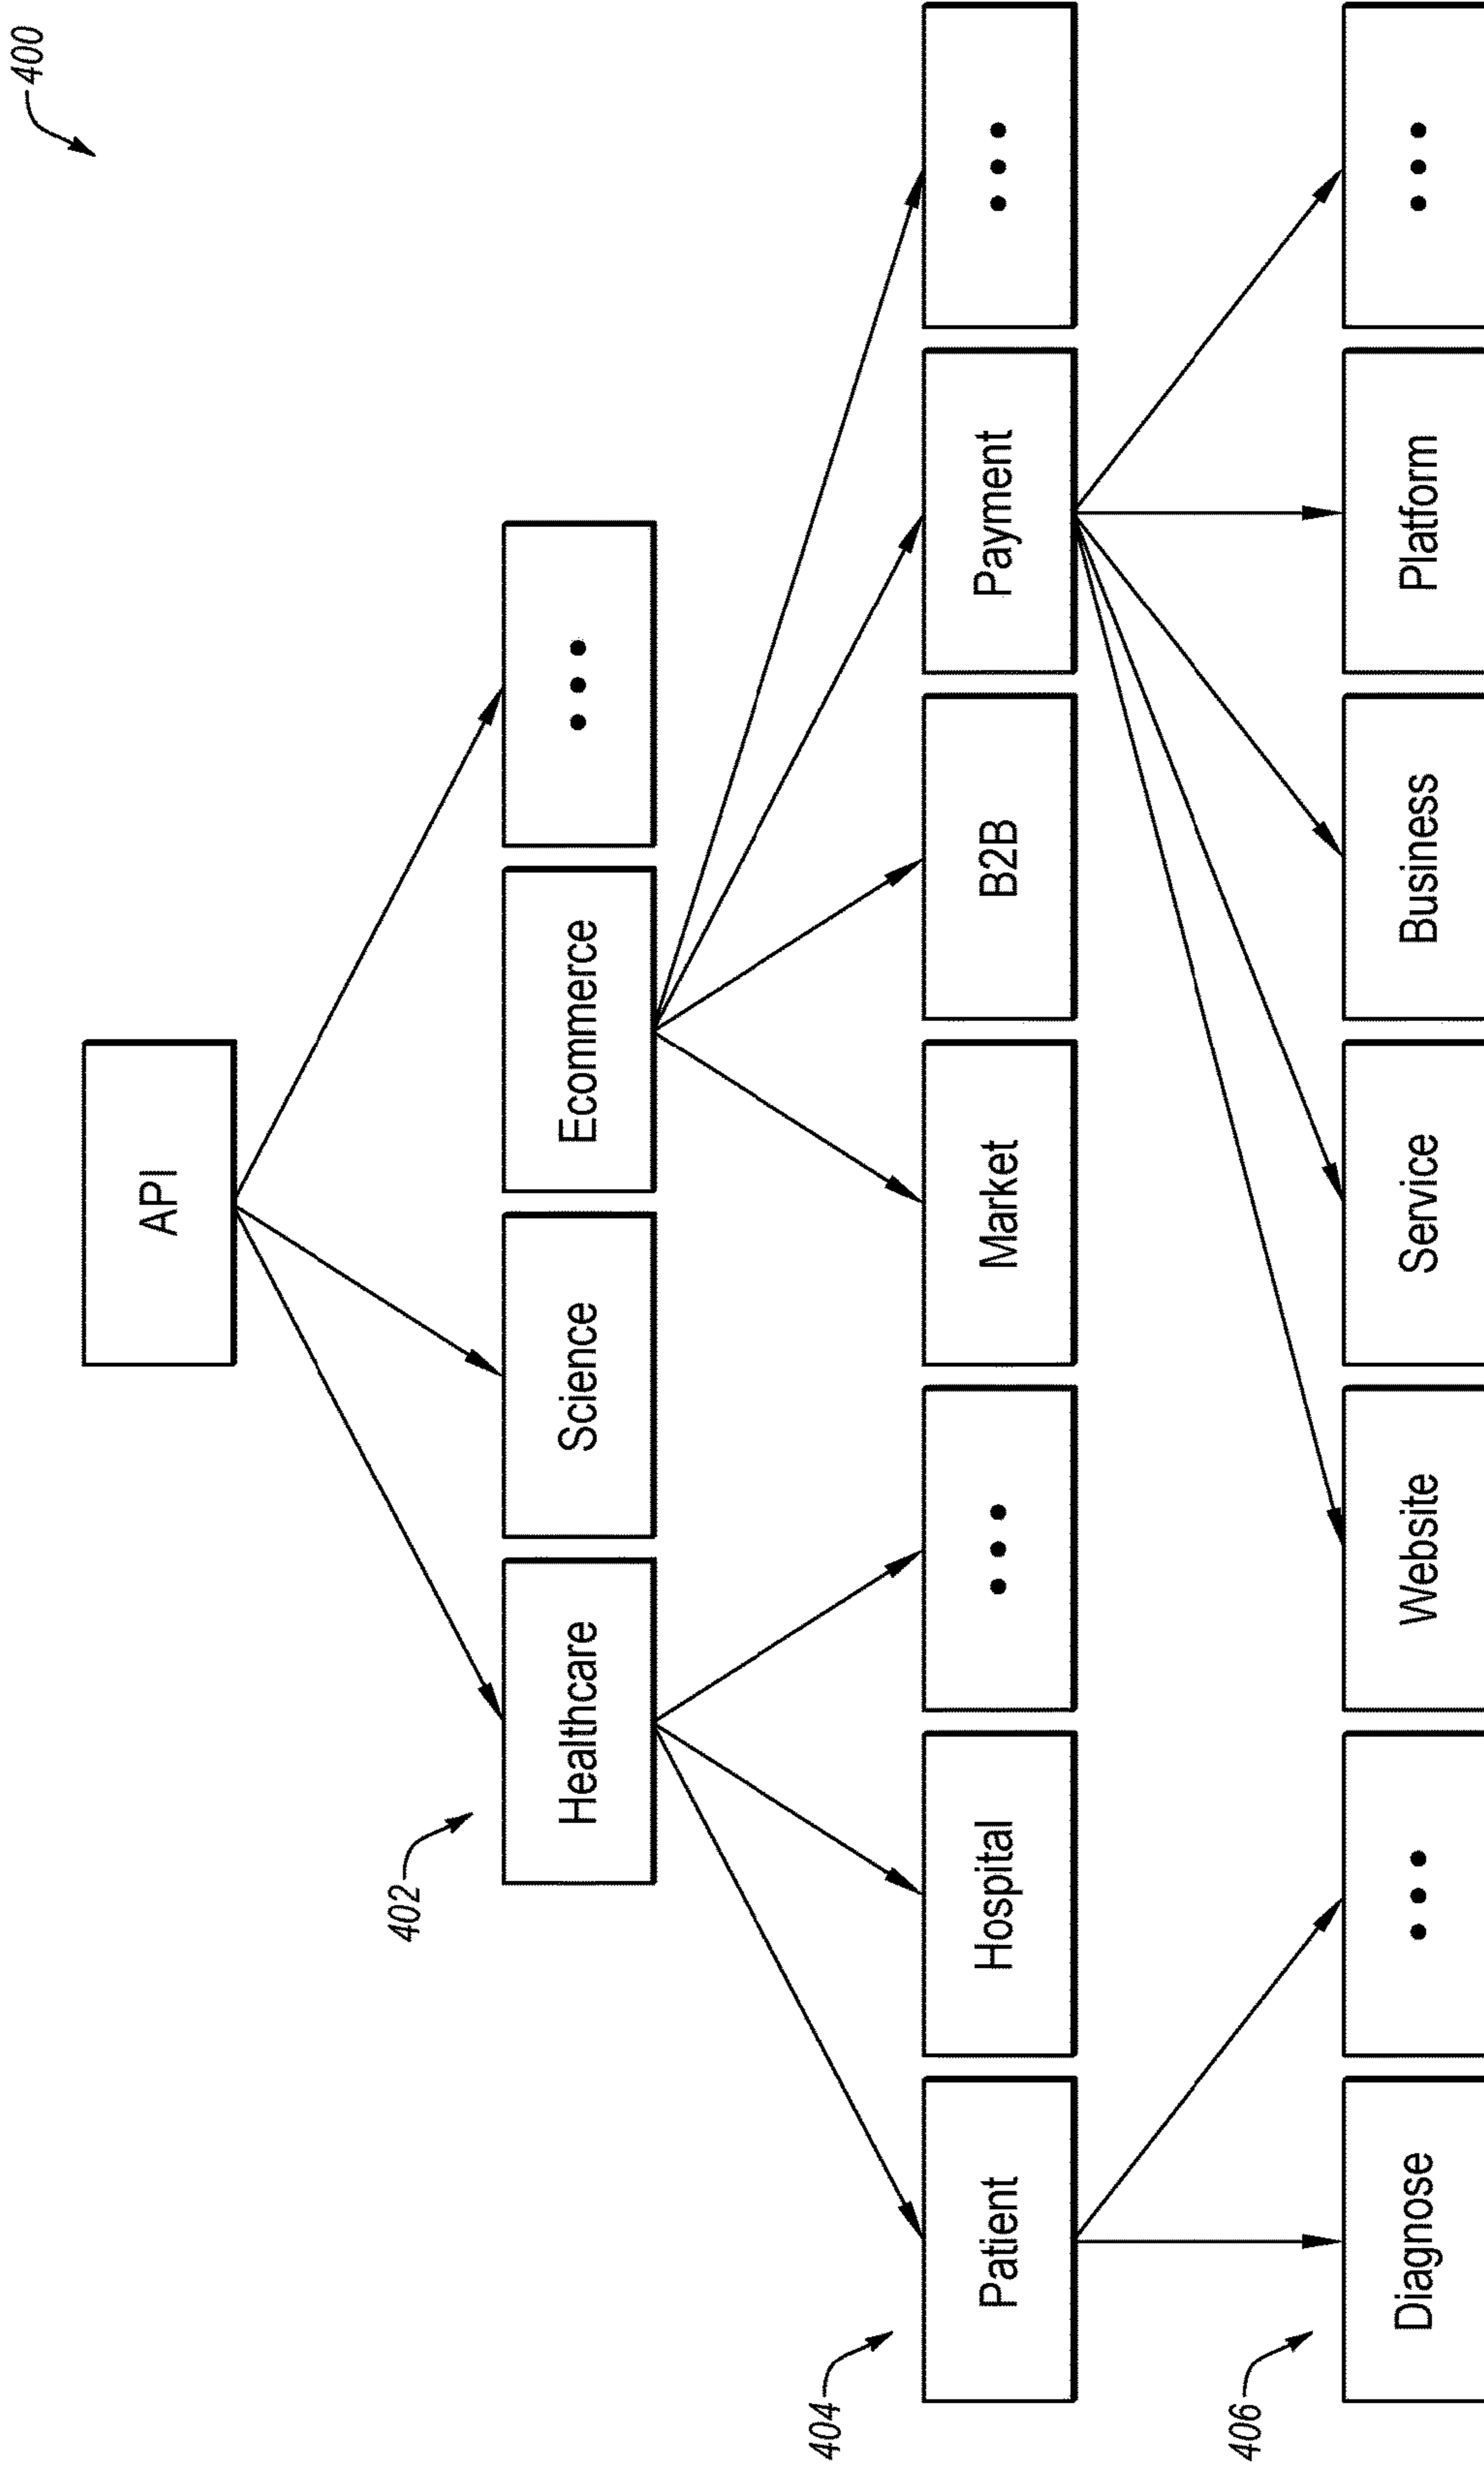 400
API
402
Healthcare
Science
Ecommerce
•••
404
Patient
Hospital
•••
Market
B2B
Payment
•••
406
Diagnose
•••
Website
Service
Business
Platform
•••